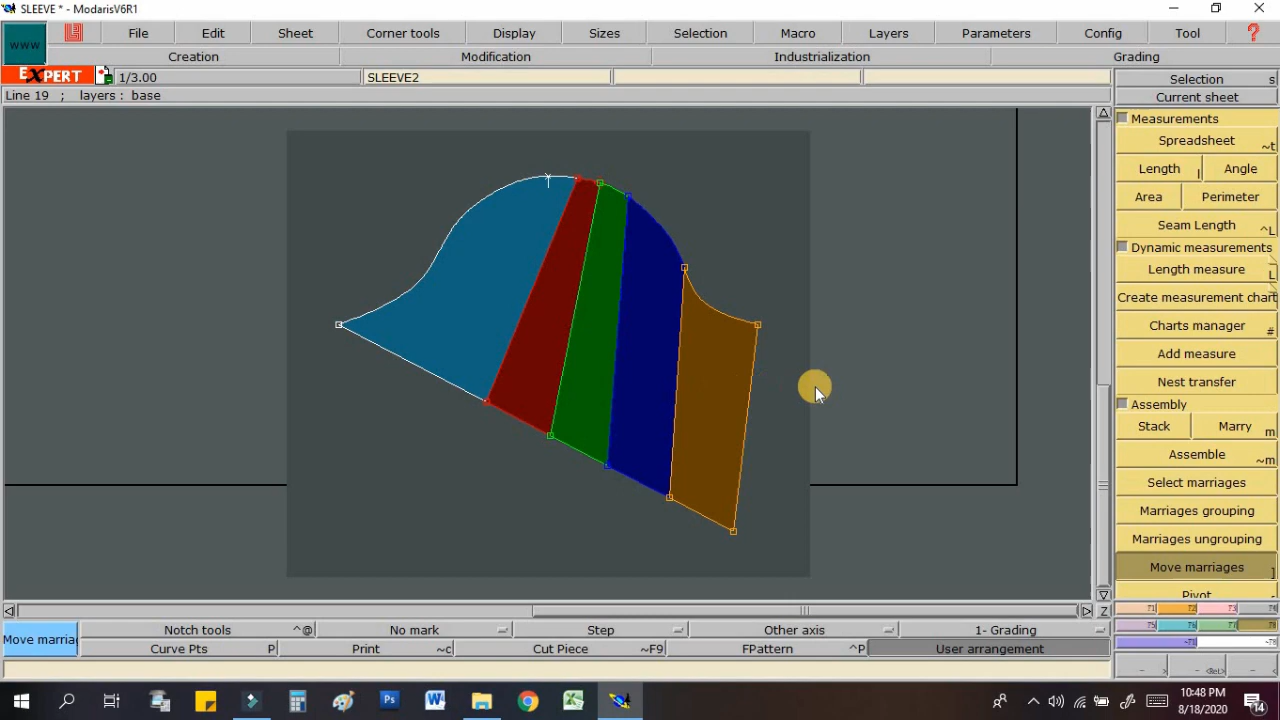 SLEEVE * - ModarisV6R1
www File Edit Sheet Corner tools Display Sizes Selection Macro Layers Parameters Config Tool ?
Creation Modification Industrialization Grading
EXPERT 1/3.00 SLEEVE2 Selection s
Line 19 ; layers : base Current sheet
Measurements
Spreadsheet ~t
Length l Angle
Area Perimeter
Seam Length ^L
Dynamic measurements
Length measure L
Create measurement chart
Charts manager #
Add measure
Nest transfer
Assembly
Stack Marry m
Assemble ~m
Select marriages
Marriages grouping
Marriages ungrouping
Move marriages ]
Pivot
Z
Move marria Notch tools ^@ No mark Step Other axis 1- Grading
Curve Pts P Print ~c Cut Piece ~F9 FPattern ^P User arrangement
10:48 PM
8/18/2020
14